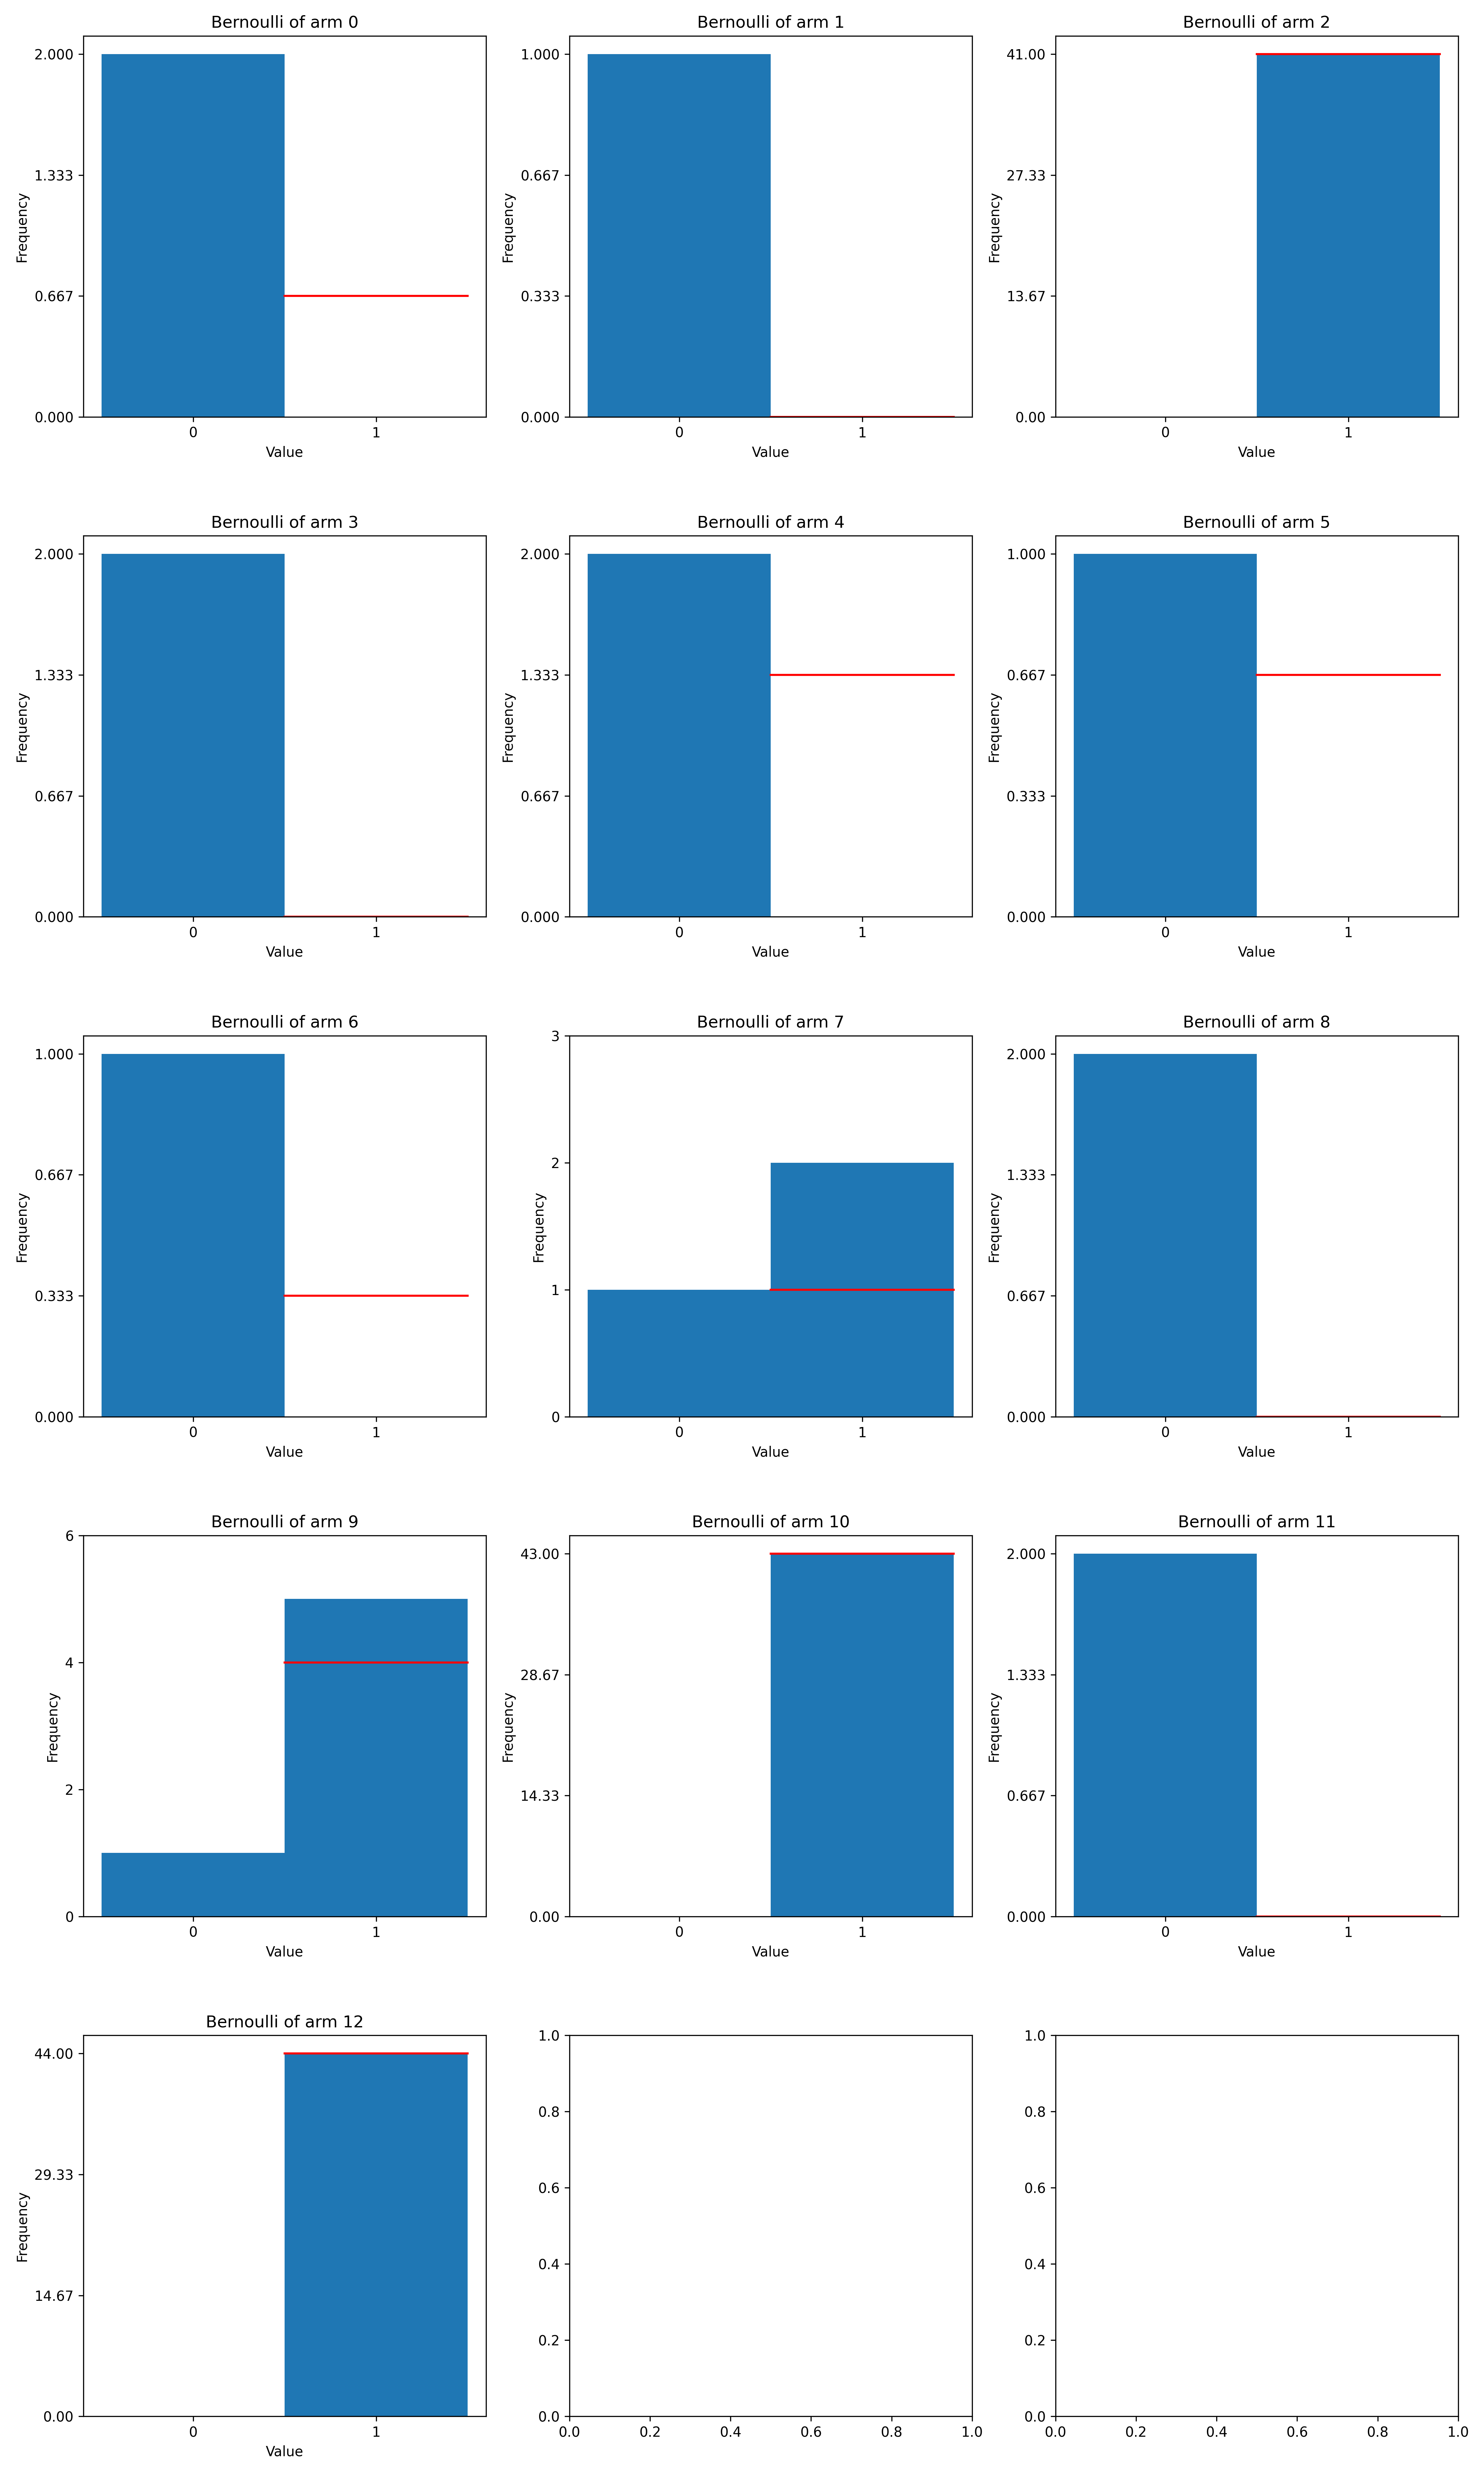 Bernoulli of arm 0
Frequency
2.000
1.333
0.667
0.000
0 1
Value
Bernoulli of arm 1
Frequency
1.000
0.667
0.333
0.000
0 1
Value
Bernoulli of arm 2
Frequency
41.00
27.33
13.67
0.00
0 1
Value
Bernoulli of arm 3
Frequency
2.000
1.333
0.667
0.000
0 1
Value
Bernoulli of arm 4
Frequency
2.000
1.333
0.667
0.000
0 1
Value
Bernoulli of arm 5
Frequency
1.000
0.667
0.333
0.000
0 1
Value
Bernoulli of arm 6
Frequency
1.000
0.667
0.333
0.000
0 1
Value
Bernoulli of arm 7
Frequency
3
2
1
0
0 1
Value
Bernoulli of arm 8
Frequency
2.000
1.333
0.667
0.000
0 1
Value
Bernoulli of arm 9
Frequency
6
4
2
0
0 1
Value
Bernoulli of arm 10
Frequency
43.00
28.67
14.33
0.00
0 1
Value
Bernoulli of arm 11
Frequency
2.000
1.333
0.667
0.000
0 1
Value
Bernoulli of arm 12
Frequency
44.00
29.33
14.67
0.00
0 1
Value
1.0
0.8
0.6
0.4
0.2
0.0
0.0 0.2 0.4 0.6 0.8 1.0
1.0
0.8
0.6
0.4
0.2
0.0
0.0 0.2 0.4 0.6 0.8 1.0